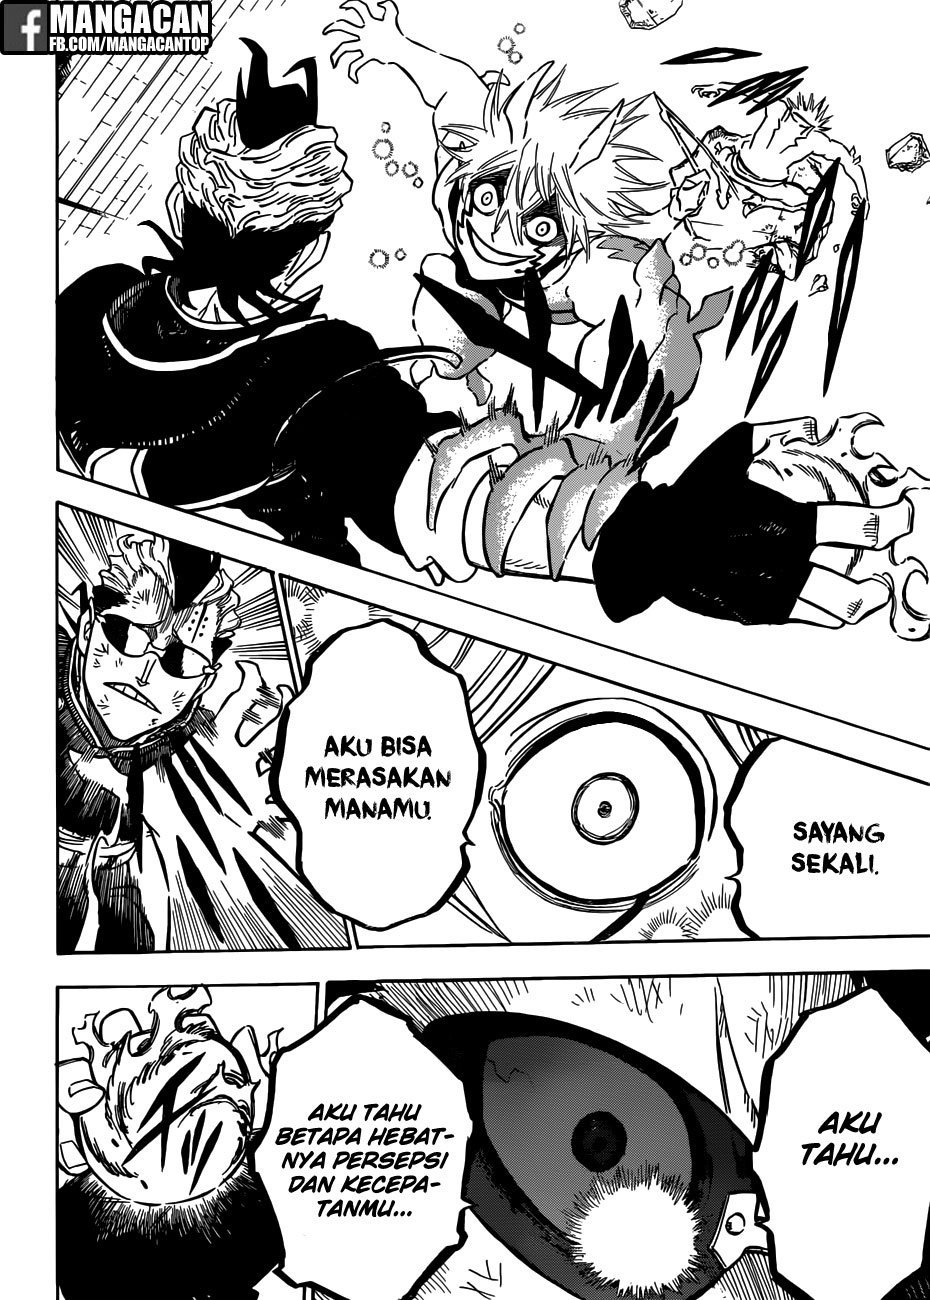 MANGACAN
FB.COM/MANGACANTOP
SAYANG
SEKALI.
AKU BISA
MERASAKAN
MANAMU.
AKU
TAHU...
AKU TAHU
BETAPA HEBAT-
NYA PERSEPSI
DAN KECEPA-
TANMU...